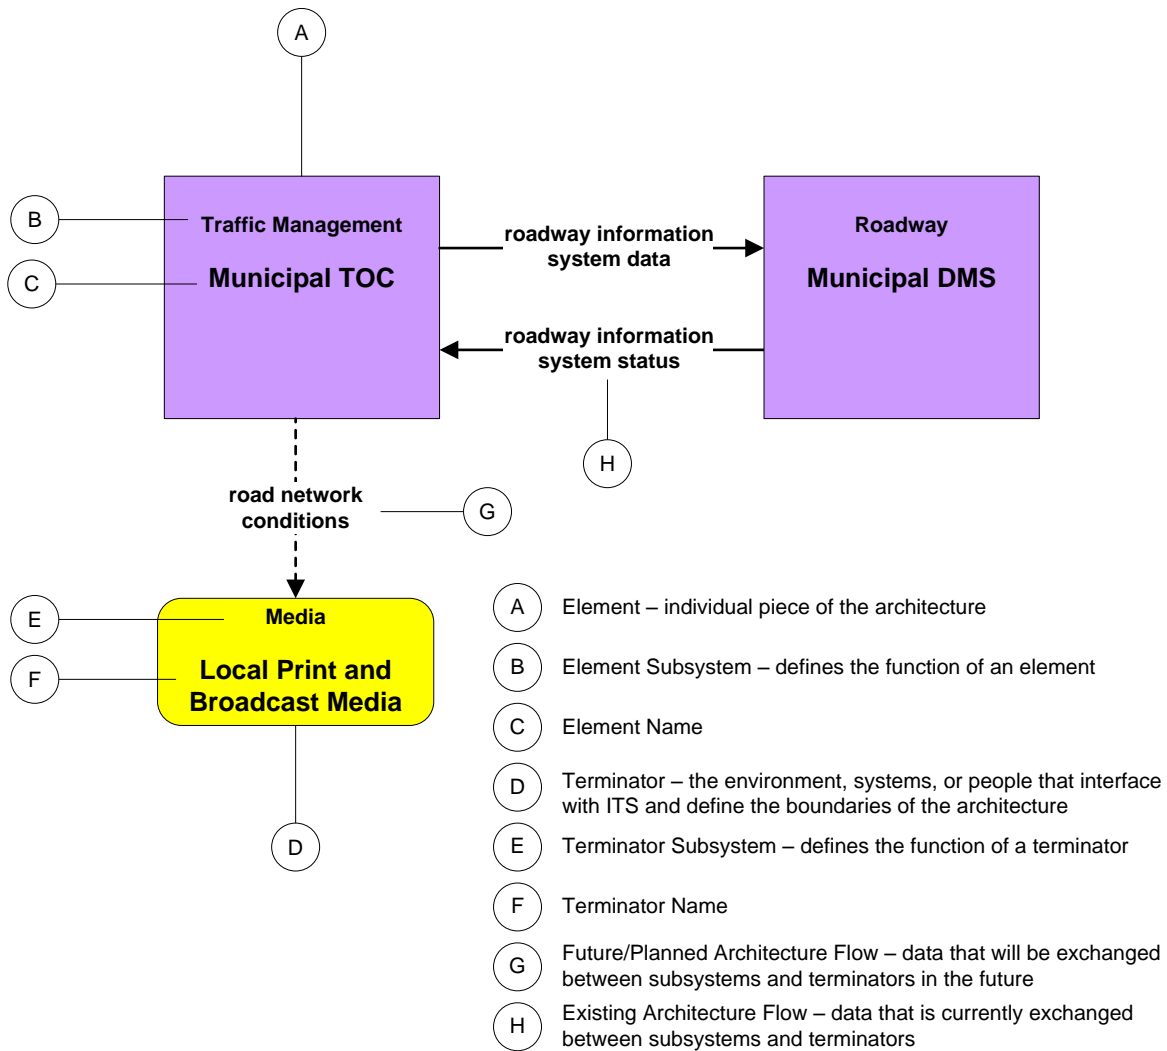 A
B
Traffic Management
C
Municipal TOC
roadway information
system data
Roadway
Municipal DMS
roadway information
system status
H
road network
conditions
G
E
Media
F
Local Print and
Broadcast Media
D
A
Element – individual piece of the architecture
B
Element Subsystem – defines the function of an element
C
Element Name
D
Terminator – the environment, systems, or people that interface
with ITS and define the boundaries of the architecture
E
Terminator Subsystem – defines the function of a terminator
F
Terminator Name
G
Future/Planned Architecture Flow – data that will be exchanged
between subsystems and terminators in the future
H
Existing Architecture Flow – data that is currently exchanged
between subsystems and terminators